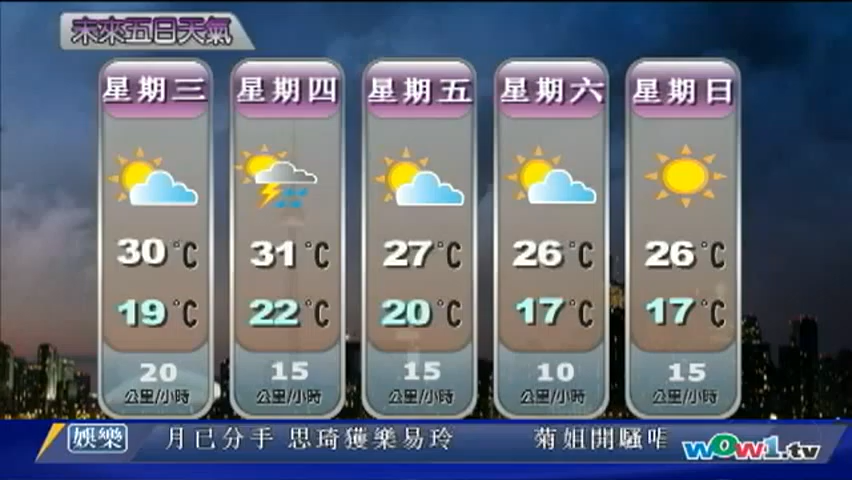 未來五日天氣
星期三
30°C
19°C
20
公里/小時
星期四
31°C
22°C
15
公里/小時
星期五
27°C
20°C
15
公里/小時
星期六
26°C
17°C
10
公里/小時
星期日
26°C
17°C
15
公里/小時
娛樂 月已分手 思琦獲樂易玲 菊姐開騷咋
wow1.tv